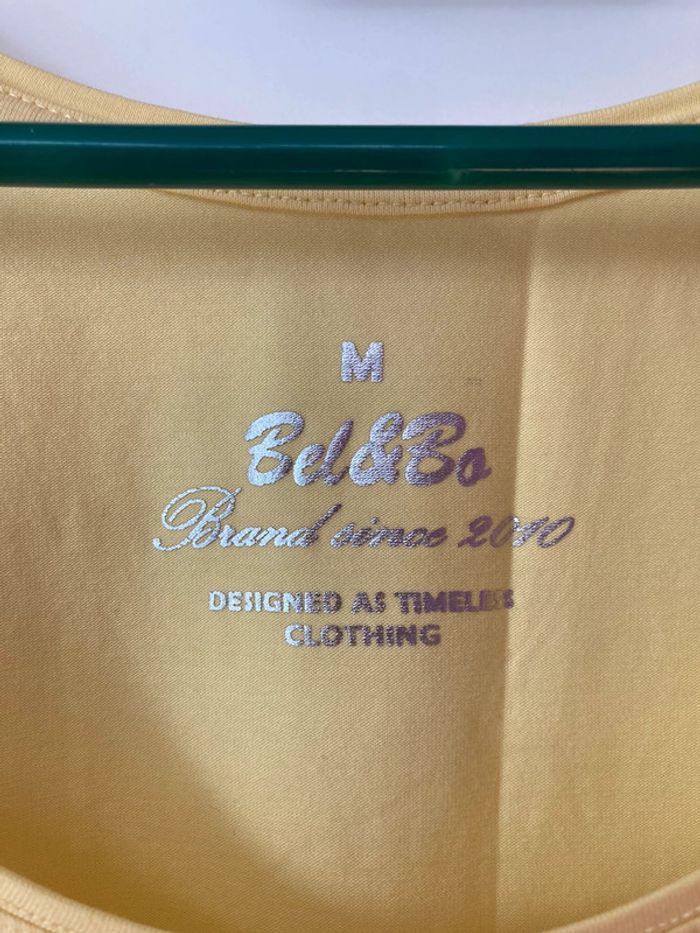 M
Bel&Bo
Brand since 2010
DESIGNED AS TIMELESS
CLOTHING